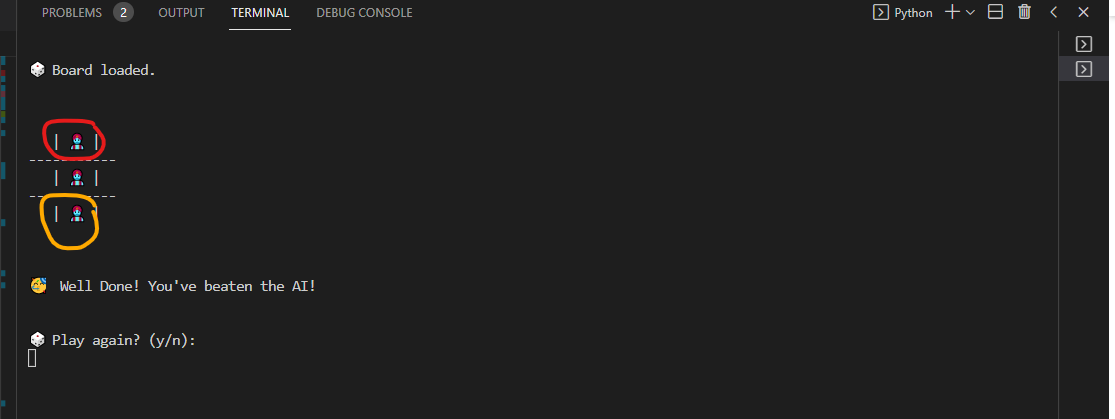 PROBLEMS 2 OUTPUT TERMINAL DEBUG CONSOLE Python
🎲 Board loaded.
| 👩‍🎤 |
-----------
| 👩‍🎤 |
-----------
| 👩‍🎤 |
🥳 Well Done! You've beaten the AI!
🎲 Play again? (y/n):